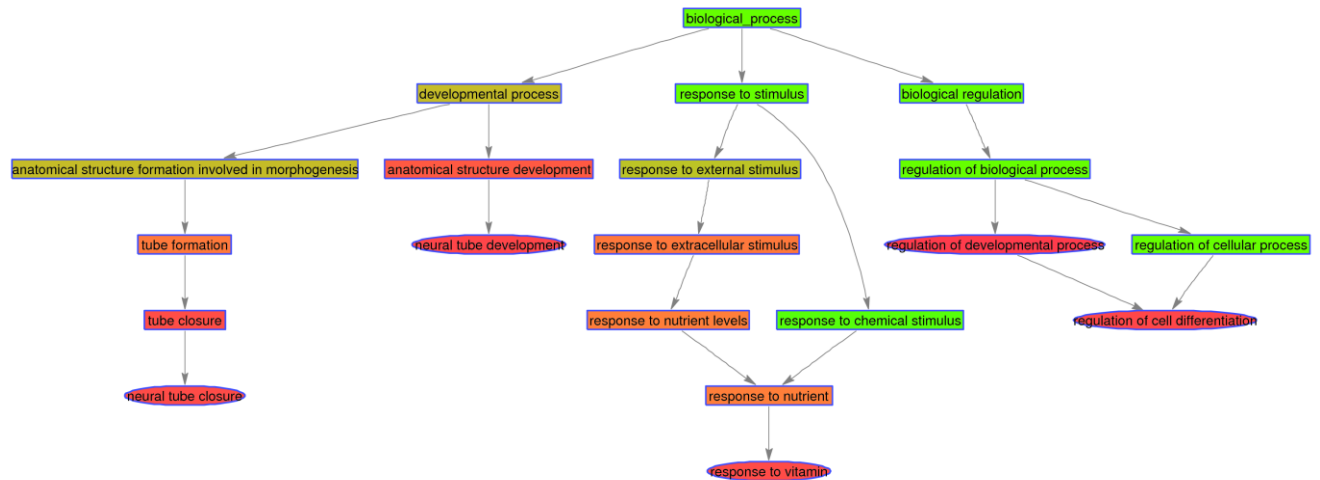 biological_process
developmental process
response to stimulus
biological regulation
anatomical structure formation involved in morphogenesis
anatomical structure development
response to external stimulus
regulation of biological process
tube formation
neural tube development
response to extracellular stimulus
regulation of developmental process
regulation of cellular process
tube closure
response to nutrient levels
response to chemical stimulus
regulation of cell differentiation
neural tube closure
response to nutrient
response to vitamin